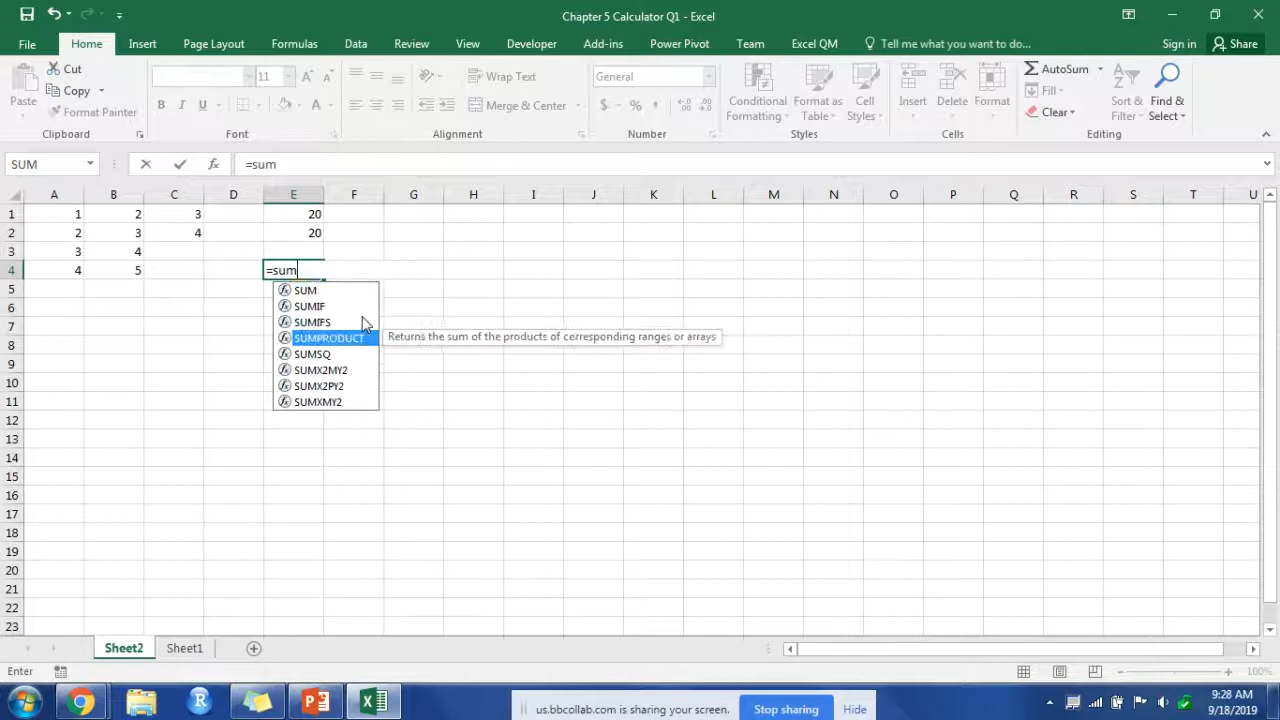 Chapter 5 Calculator Q1 - Excel
File Home Insert Page Layout Formulas Data Review View Developer Add-ins Power Pivot Team Excel QM Tell me what you want to do... Sign in Share
Paste
Cut
Copy
Format Painter
Clipboard
11
B I U
Font
Wrap Text
Merge & Center
Alignment
General
$ %
Number
Conditional Formatting
Format as Table
Cell Styles
Styles
Insert Delete Format
Cells
AutoSum
Fill
Clear
Sort & Filter
Find & Select
Editing
SUM fx =sum
A B C D E F G H I J K L M N O P Q R S T U
1 1 2 3 20
2 2 3 4 20
3 3 4
4 4 5 =sum
5 SUM
6 SUMIF
7 SUMIFS
8 SUMPRODUCT Returns the sum of the products of corresponding ranges or arrays
9 SUMSQ
10 SUMX2MY2
SUMX2PY2
11 SUMXMY2
12
13
14
15
16
17
18
19
20
21
22
23
Sheet2 Sheet1
Enter 100%
us.bbcollab.com is sharing your screen. Stop sharing Hide
9:28 AM
9/18/2019